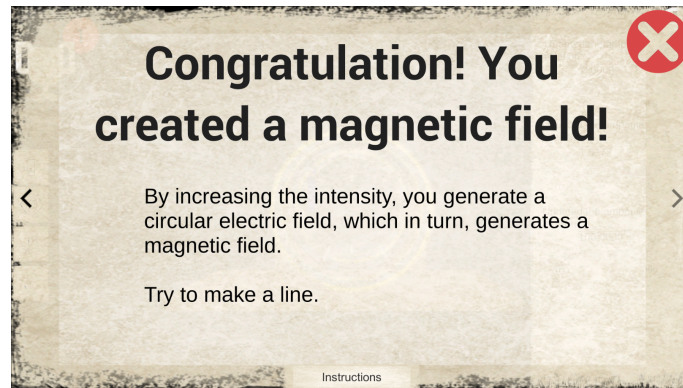 Congratulation! You
created a magnetic field!
By increasing the intensity, you generate a
circular electric field, which in turn, generates a
magnetic field.
Try to make a line.
Instructions